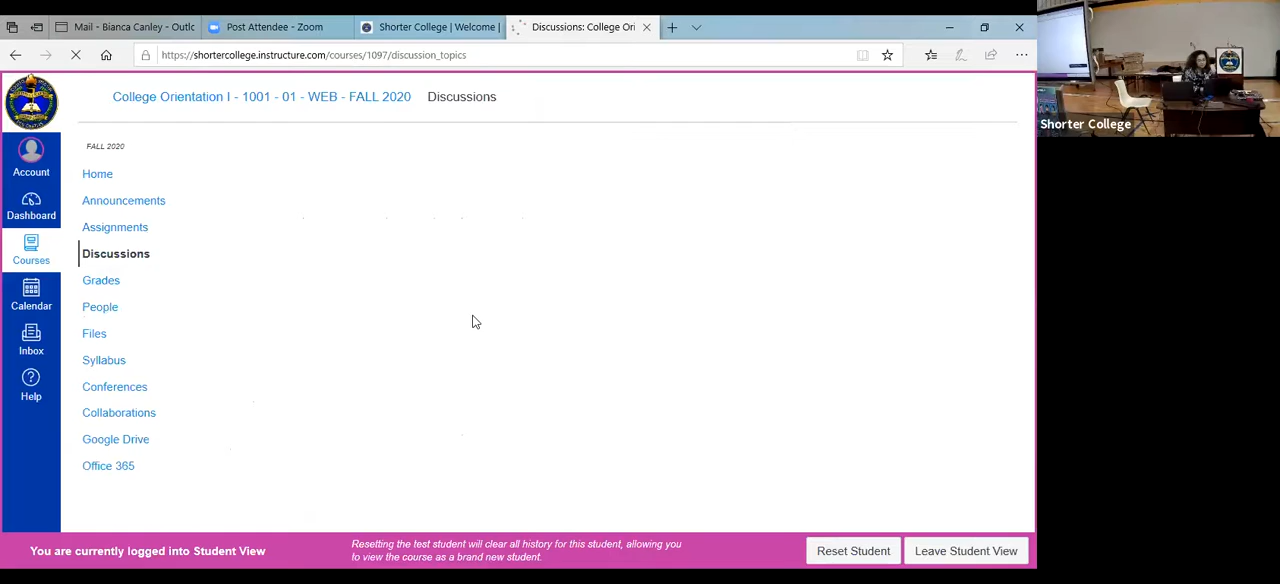 Mail - Bianca Canley - Outlo
Post Attendee - Zoom
Shorter College | Welcome |
Discussions: College Ori
https://shortercollege.instructure.com/courses/1097/discussion_topics
College Orientation I - 1001 - 01 - WEB - FALL 2020
Discussions
Shorter College
FALL 2020
Home
Announcements
Assignments
Discussions
Grades
People
Files
Syllabus
Conferences
Collaborations
Google Drive
Office 365
Account
Dashboard
Courses
Calendar
Inbox
Help
You are currently logged into Student View
Resetting the test student will clear all history for this student, allowing you
to view the course as a brand new student.
Reset Student
Leave Student View